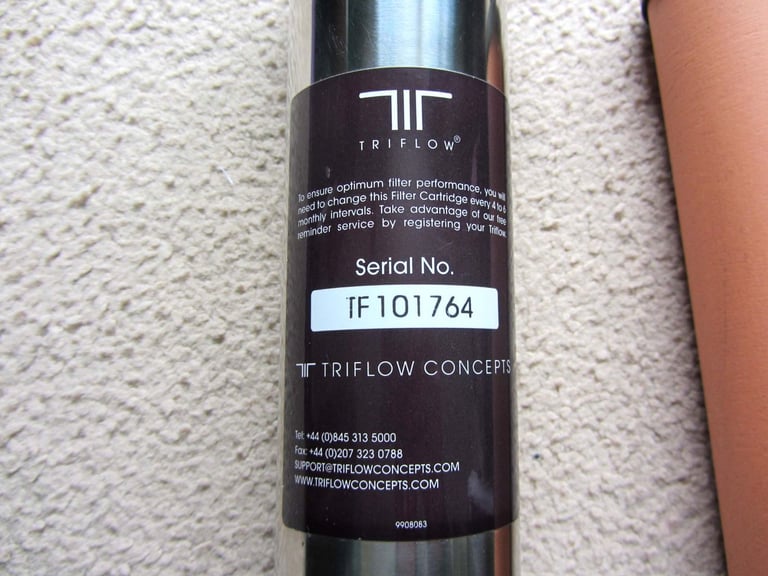 TRIFLOW®
To ensure optimum filter performance, you will
need to change this Filter Cartridge every 4 to 6
monthly intervals. Take advantage of our free
reminder service by registering your Triflow.
Serial No.
TF101764
TRIFLOW CONCEPTS
Tel: +44 (0)845 313 5000
Fax: +44 (0)207 323 0788
SUPPORT@TRIFLOWCONCEPTS.COM
WWW.TRIFLOWCONCEPTS.COM
9908083